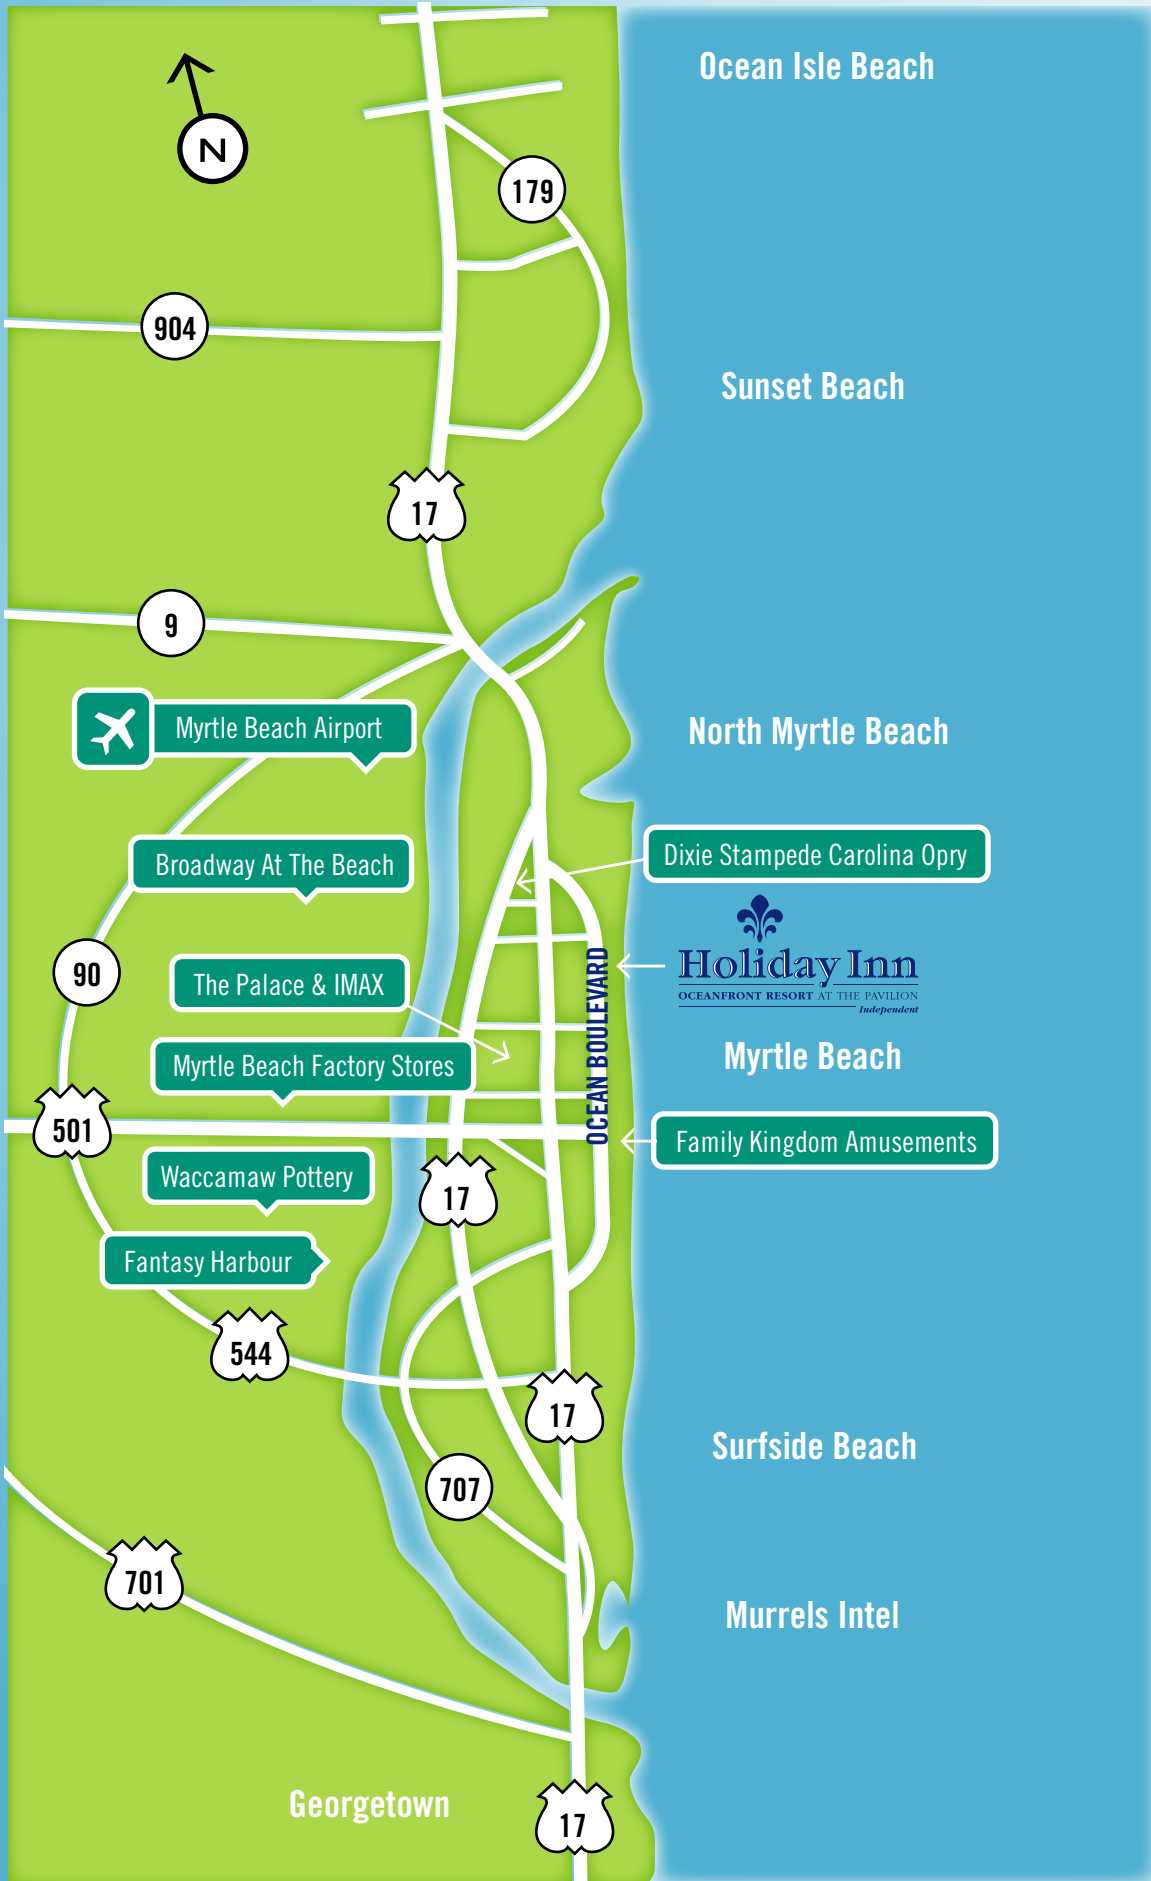 Ocean Isle Beach
N
179
904
Sunset Beach
17
9
Myrtle Beach Airport
North Myrtle Beach
Broadway At The Beach
Dixie Stampede Carolina Opry
90
The Palace & IMAX
OCEAN BOULEVARD
Holiday Inn
OCEANFRONT RESORT AT THE PAVILION
Independent
Myrtle Beach Factory Stores
Myrtle Beach
501
Family Kingdom Amusements
Waccamaw Pottery
17
Fantasy Harbour
544
17
Surfside Beach
707
701
Murrels Intel
Georgetown
17